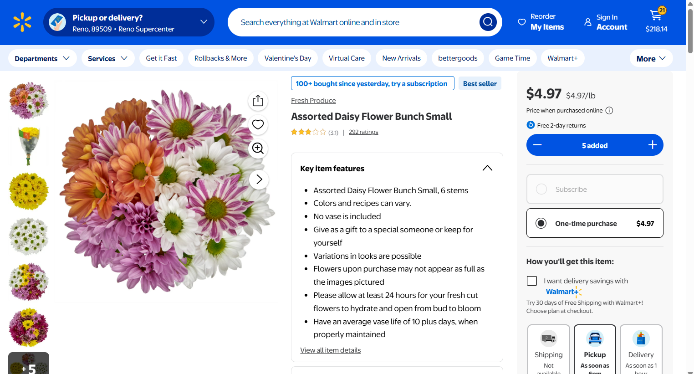 Pickup or delivery?
Reno, 89509 • Reno Supercenter
Search everything at Walmart online and in store
Reorder
My Items
Sign In
Account
21
$218.14
Departments
Services
Get it Fast
Rollbacks & More
Valentine's Day
Virtual Care
New Arrivals
bettergoods
Game Time
Walmart+
More
100+ bought since yesterday, try a subscription
Best seller
Fresh Produce
Assorted Daisy Flower Bunch Small
(3.1) | 292 ratings
Key item features
• Assorted Daisy Flower Bunch Small, 6 stems
• Colors and recipes can vary.
• No vase is included
• Give as a gift to a special someone or keep for
yourself
• Variations in looks are possible
• Flowers upon purchase may not appear as full as
the images pictured
• Please allow at least 24 hours for your fresh cut
flowers to hydrate and open from bud to bloom
• Have an average vase life of 10 plus days, when
properly maintained
View all item details
+5
$4.97 $4.97/lb
Price when purchased online
Free 2-day returns
5 added
Subscribe
One-time purchase $4.97
How you'll get this item:
I want delivery savings with
Walmart+
Try 30 days of Free Shipping with Walmart+!
Choose plan at checkout.
Shipping
Not
Pickup
As soon as
Delivery
As soon as 1